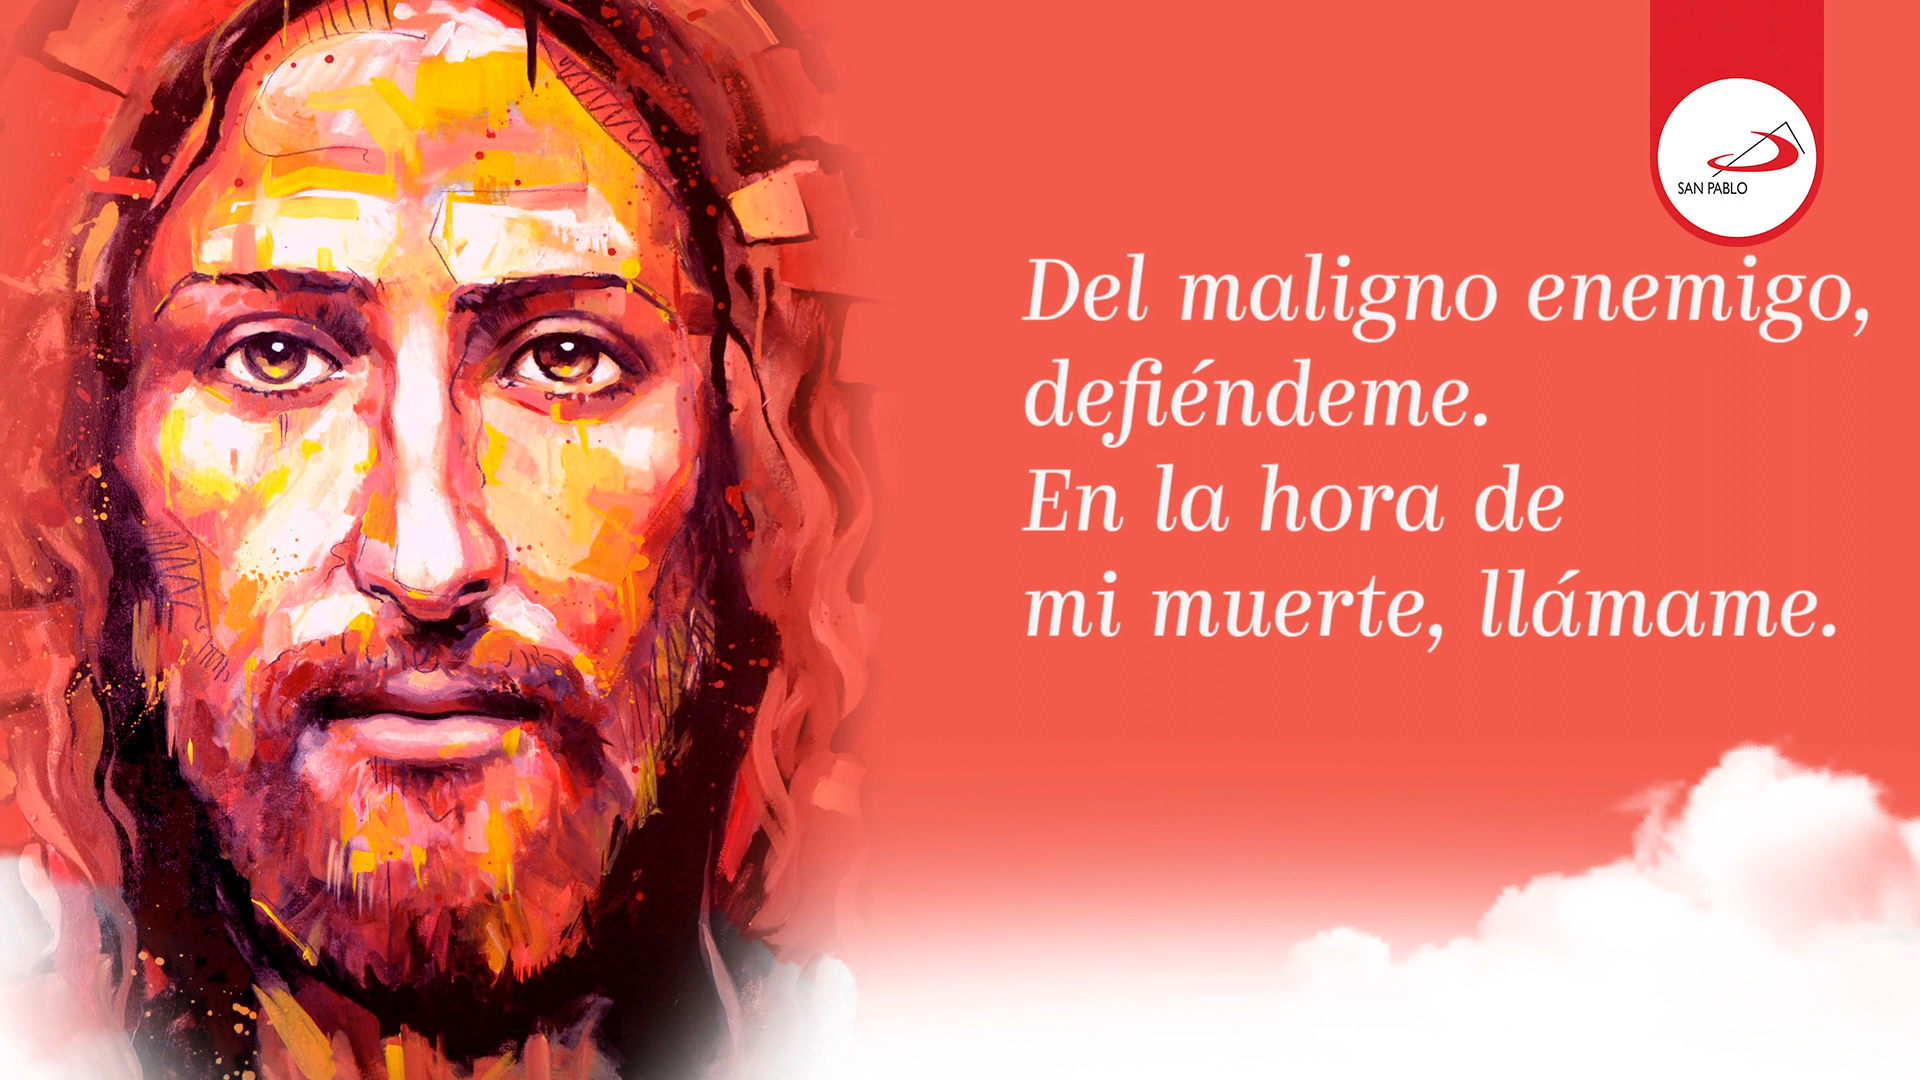 SAN PABLO
Del maligno enemigo,
defiéndeme.
En la hora de
mi muerte, llámame.